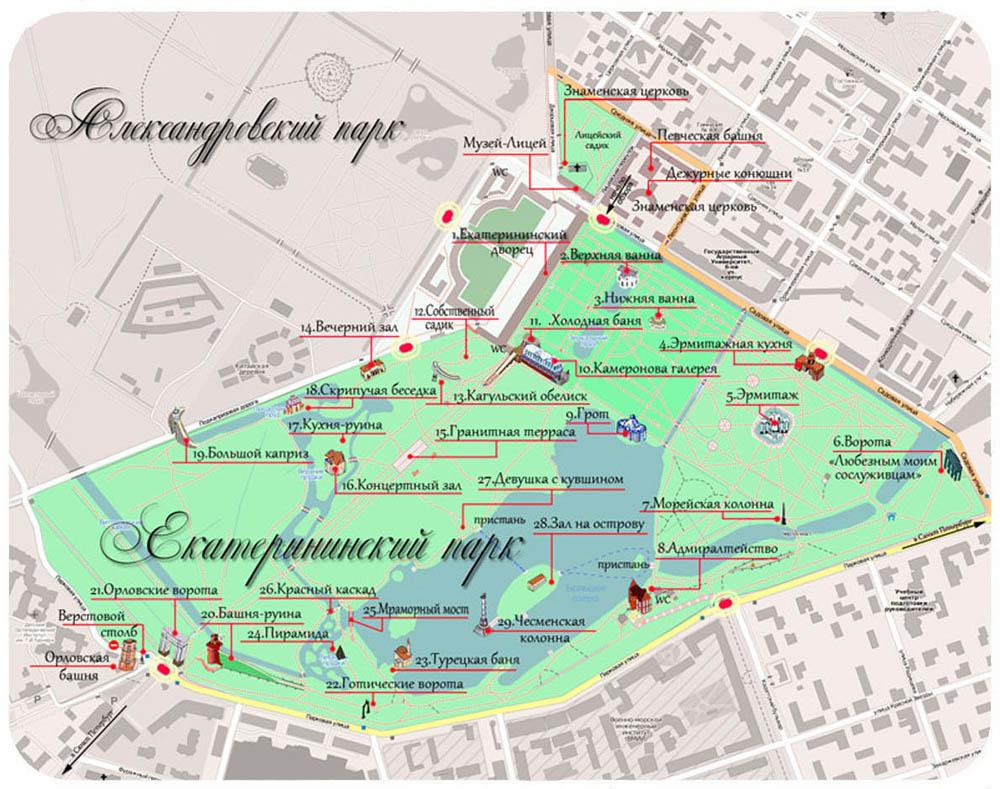 Александровский парк
Знаменская церковь
Лицейский
садик
Музей-Лицей
Певческая башня
Дежурные конюшни
Знаменская церковь
начало
WC
1.Екатерининский
дворец
2.Верхняя ванна
3.Нижняя ванна
4.Эрмитажная кухня
Государственный
Аграрный
Университет,
Средняя улица
Садовая улица
Садовая улица
12.Собственный
садик
11. .Холодная баня
WC
10.Камеронова галерея
14.Вечерний зал
Китайская
деревня
Подкапризовая дорога
18.Скрипучая беседка
13.Кагульский обелиск
5.Эрмитаж
9.Грот
17.Кухня-руина
15.Гранитная терраса
19.Большой каприз
16.Концертный зал
6.Ворота
«Любезным моим
сослуживцам»
27.Девушка с кувшином
7.Морейская колонна
пристань
28.Зал на острову
Екатерининский парк
8.Адмиралтейство
пристань
в Санкт Петербург
Парковая улица
WC
21.Орловские ворота
26.Красный каскад
Верстовой
столб
20.Башня-руина
25.Мраморный мост
24.Пирамида
29.Чесменская
колонна
Орловская
башня
23.Турецкая баня
22.Готические ворота
Учебный
центр
подготовки
руководителей
Парковая улица
Парковая улица
Военно-морской
инженерный
институт
(ВМИИ)
в Санкт Петербург
P
P